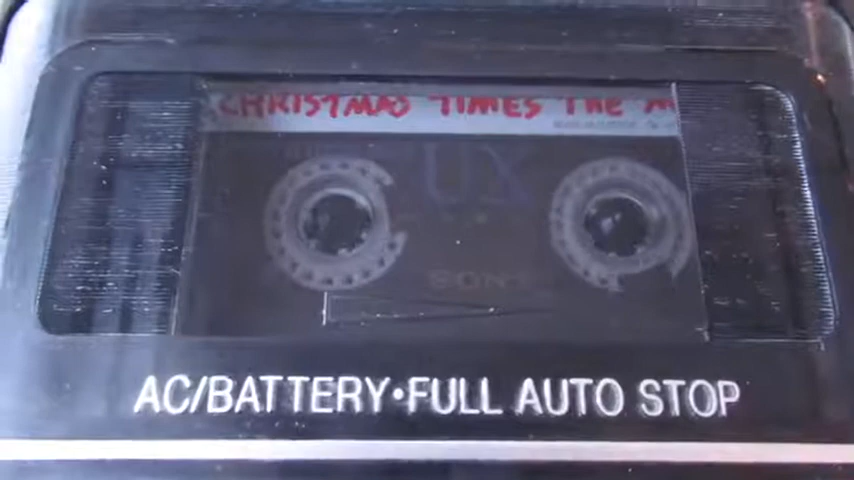 CHRISTMAS TIMES THE
UX
SONY
AC/BATTERY•FULL AUTO STOP